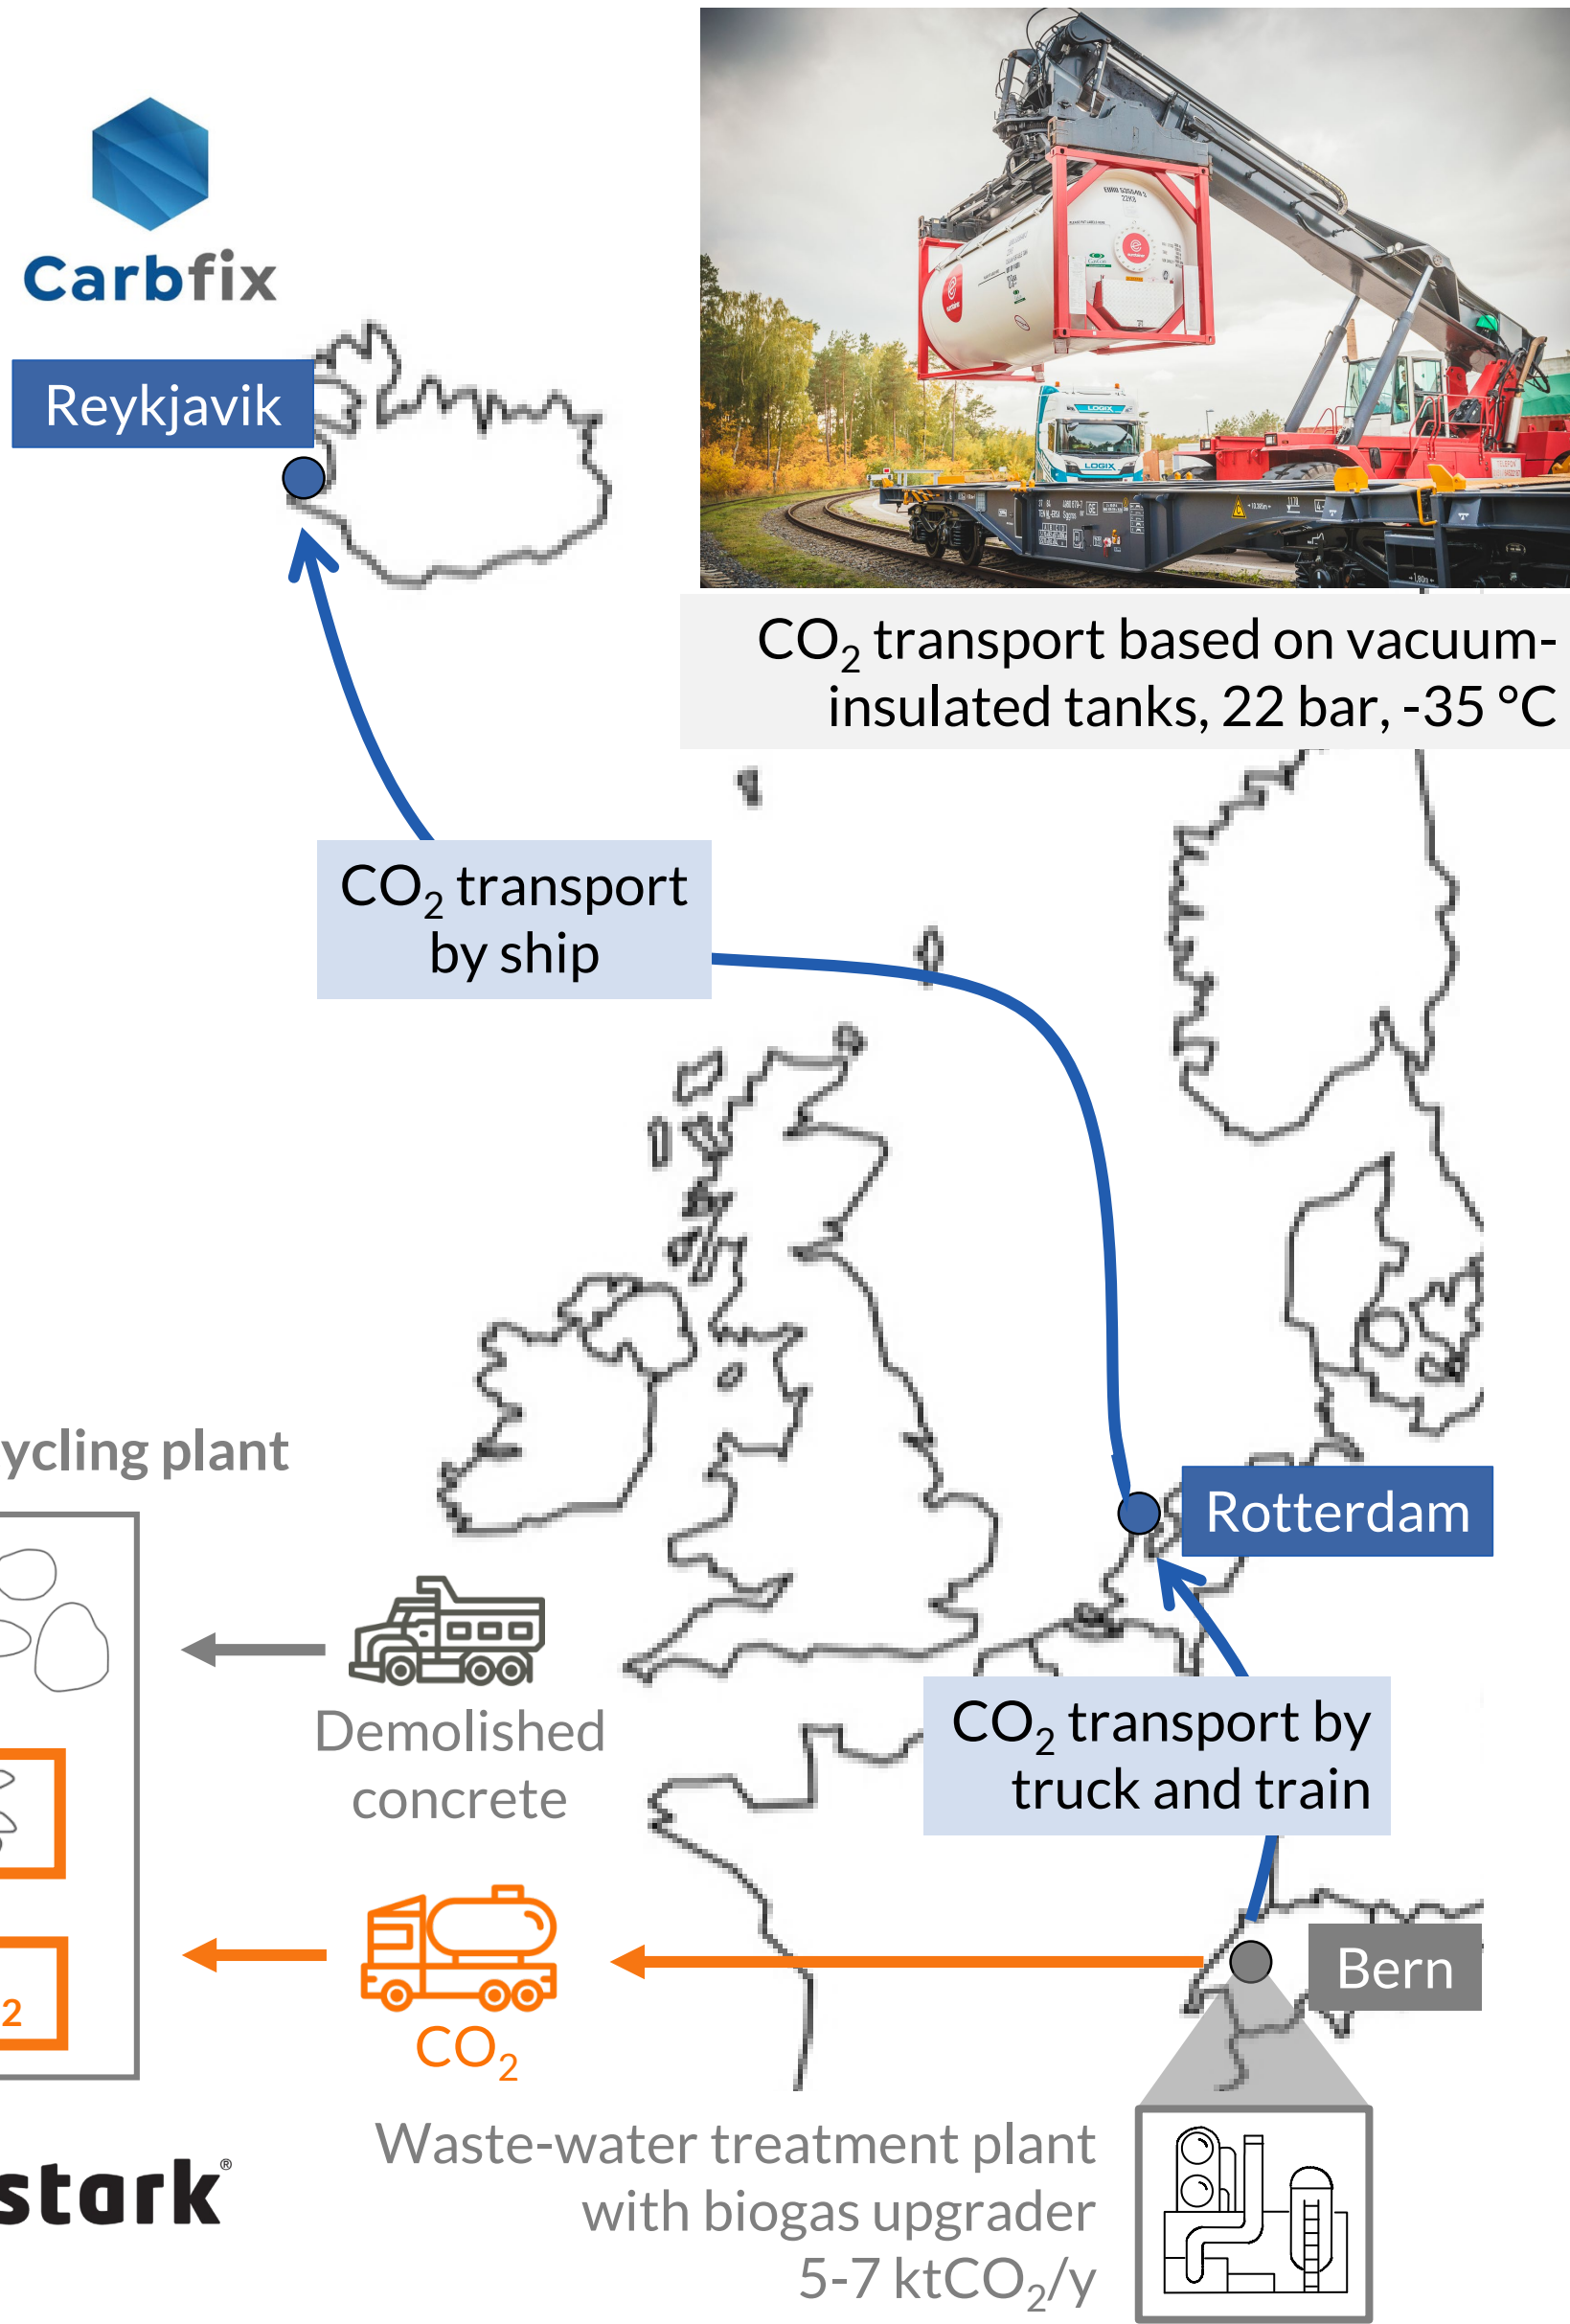 Carbfix
Reykjavik
LOGIX
LOGIX
CO₂ transport based on vacuum-
insulated tanks, 22 bar, -35 °C
CO₂ transport
by ship
ycling plant
Rotterdam
Demolished
concrete
CO₂ transport by
truck and train
Bern
2
CO₂
Waste-water treatment plant
with biogas upgrader
5-7 ktCO₂/y
stark®